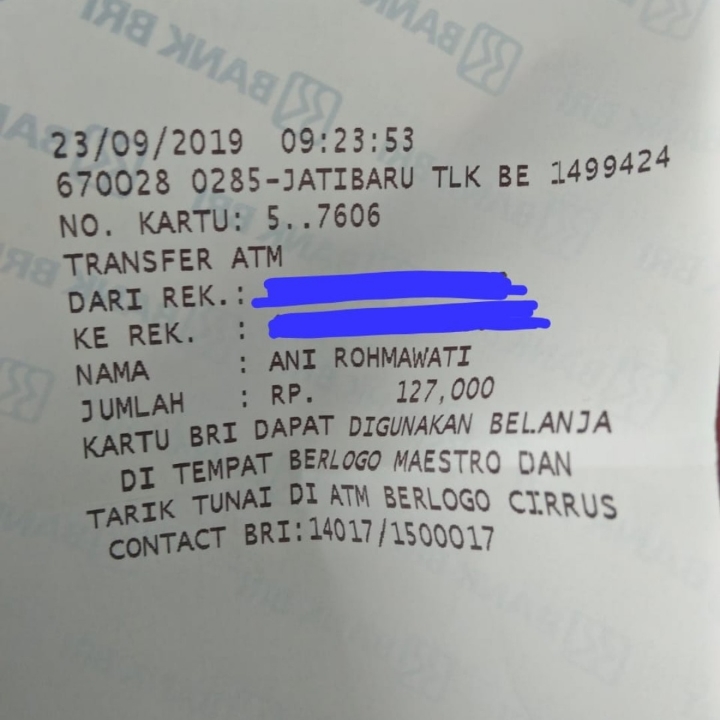 23/09/2019 09:23:53
670028 0285-JATIBARU TLK BE 1499424
NO. KARTU: 5..7606
TRANSFER ATM
DARI REK.:
KE REK. :
NAMA : ANI ROHMAWATI
JUMLAH : RP. 127,000
KARTU BRI DAPAT DIGUNAKAN BELANJA
DI TEMPAT BERLOGO MAESTRO DAN
TARIK TUNAI DI ATM BERLOGO CIRRUS
CONTACT BRI:14017/1500017